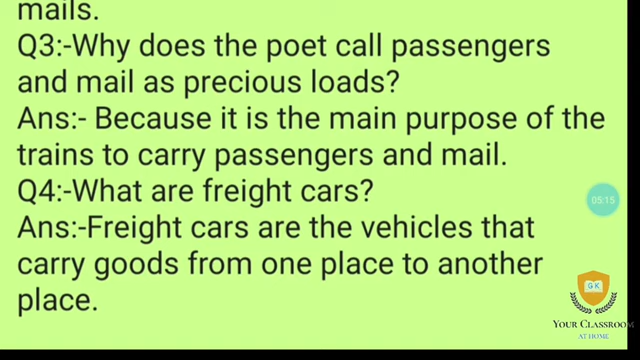 mails.
Q3:-Why does the poet call passengers
and mail as precious loads?
Ans:- Because it is the main purpose of the
trains to carry passengers and mail.
Q4:-What are freight cars?
Ans:-Freight cars are the vehicles that
carry goods from one place to another
place.
05:15
G K
YOUR CLASSROOM
AT HOME